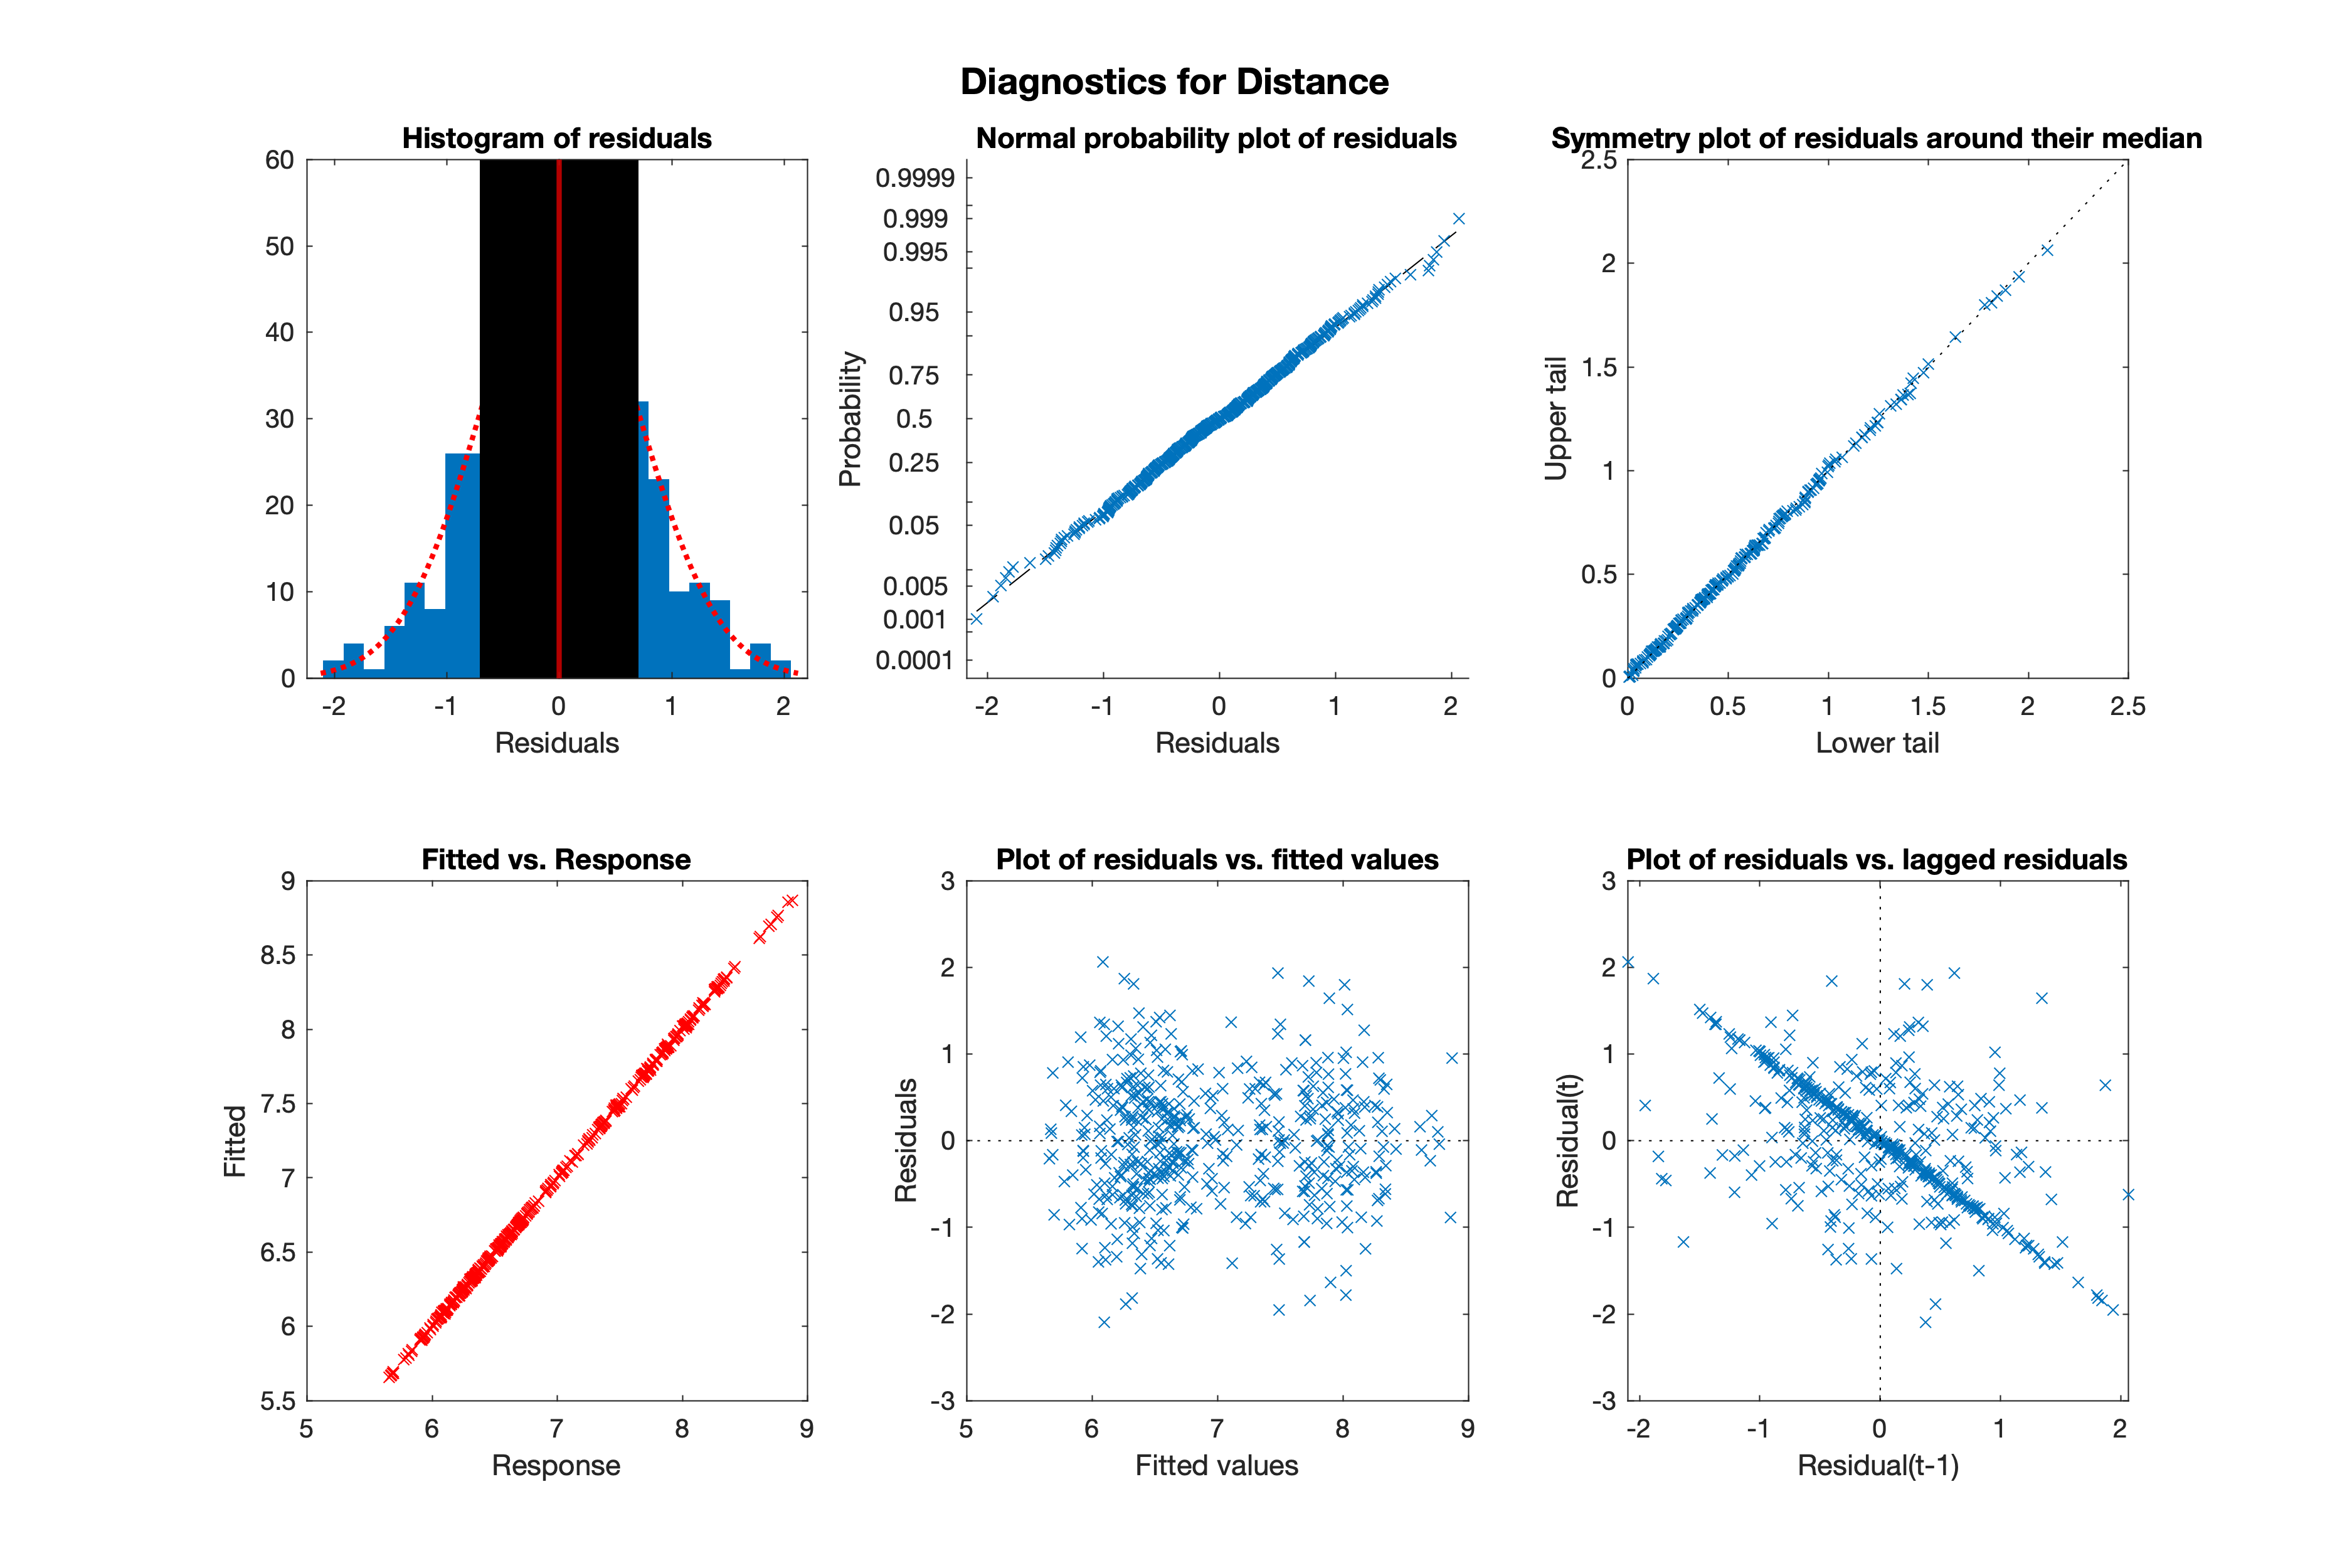 Diagnostics for Distance
Histogram of residuals
60
50
40
30
20
10
0
-2 -1 0 1 2
Residuals
Normal probability plot of residuals
Probability
0.9999
0.999
0.995
0.95
0.75
0.5
0.25
0.05
0.005
0.001
0.0001
-2 -1 0 1 2
Residuals
Symmetry plot of residuals around their median
Upper tail
2.5
2
1.5
1
0.5
0
0 0.5 1 1.5 2 2.5
Lower tail
Fitted vs. Response
Fitted
9
8.5
8
7.5
7
6.5
6
5.5
5 6 7 8 9
Response
Plot of residuals vs. fitted values
Residuals
3
2
1
0
-1
-2
-3
5 6 7 8 9
Fitted values
Plot of residuals vs. lagged residuals
Residual(t)
3
2
1
0
-1
-2
-3
-2 -1 0 1 2
Residual(t-1)